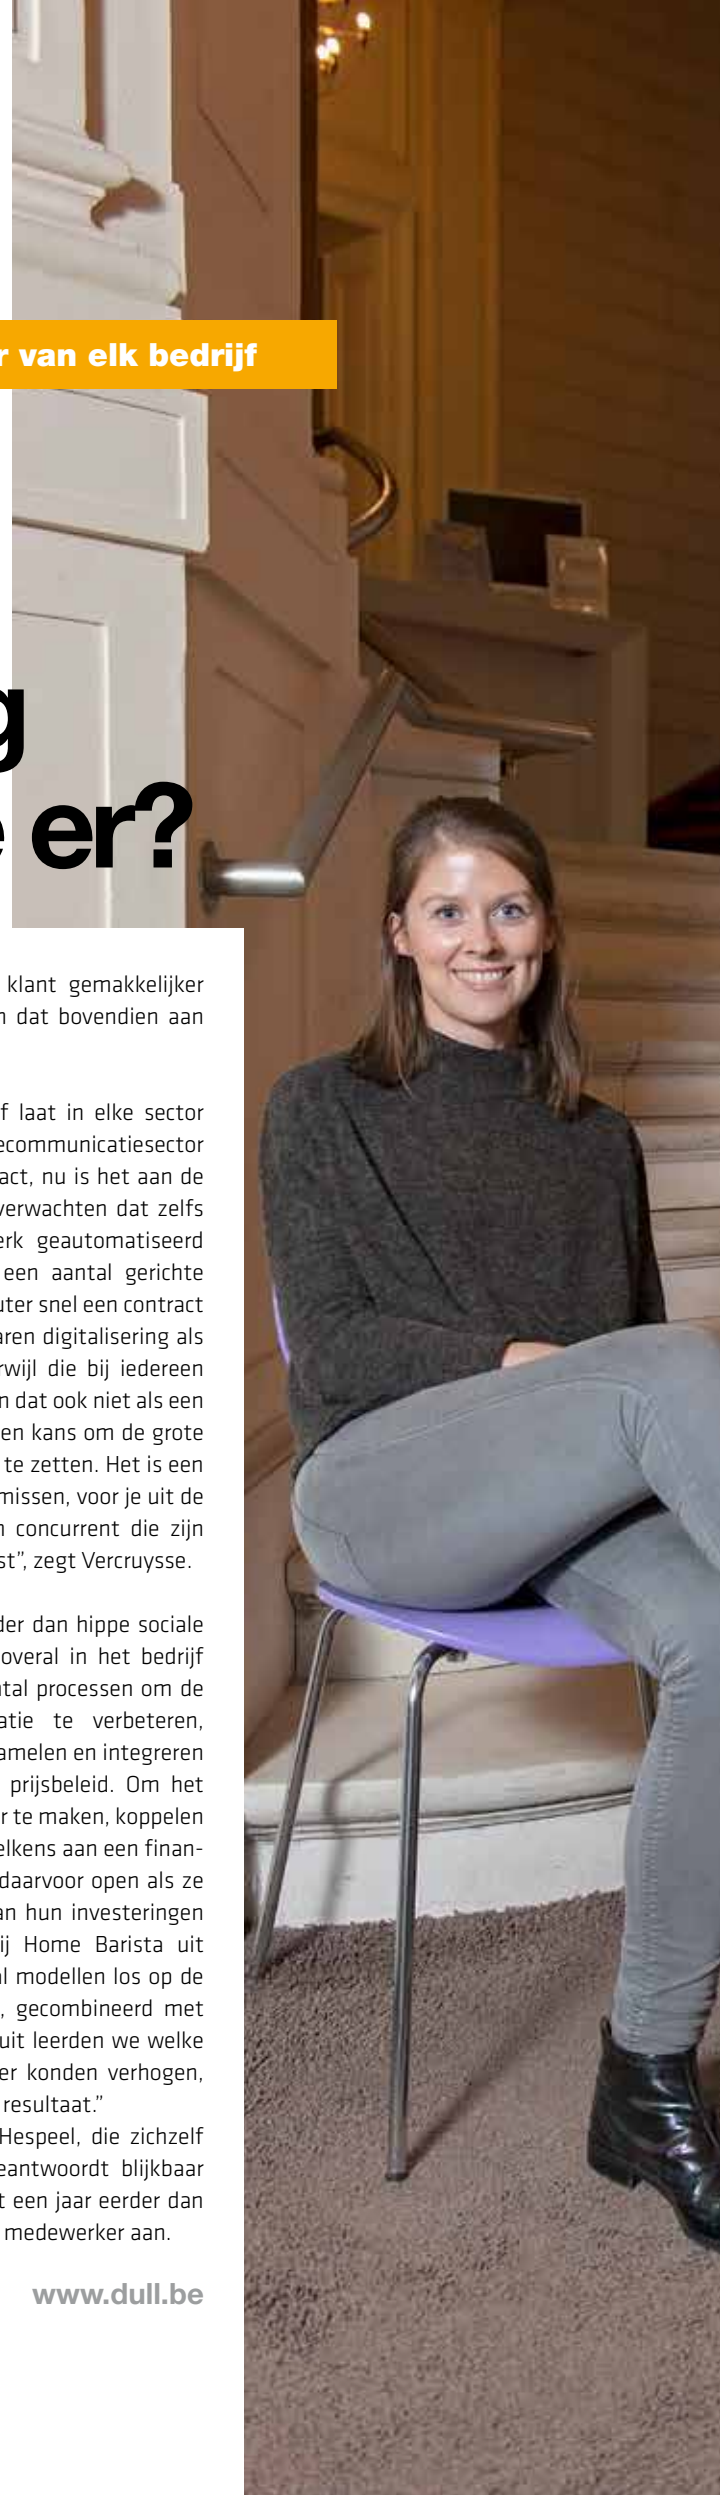 van elk bedrijf
er?
klant gemakkelijker
dat bovendien aan
laat in elke sector
ecommunicatiesector
act, nu is het aan de
verwachten dat zelfs
erk geautomatiseerd
een aantal gerichte
uter snel een contract
aren digitalisering als
rwijl die bij iedereen
n dat ook niet als een
en kans om de grote
te zetten. Het is een
missen, voor je uit de
concurrent die zijn
st”, zegt Vercruysse.
der dan hippe sociale
overal in het bedrijf
ntal processen om de
atie te verbeteren,
amelen en integreren
prijsbeleid. Om het
r te maken, koppelen
elkens aan een finan-
daarvoor open als ze
an hun investeringen
ij Home Barista uit
al modellen los op de
, gecombineerd met
uit leerden we welke
er konden verhogen,
resultaat.”
Hespeel, die zichzelf
eantwoordt blijkbaar
t een jaar eerder dan
medewerker aan.
www.dull.be